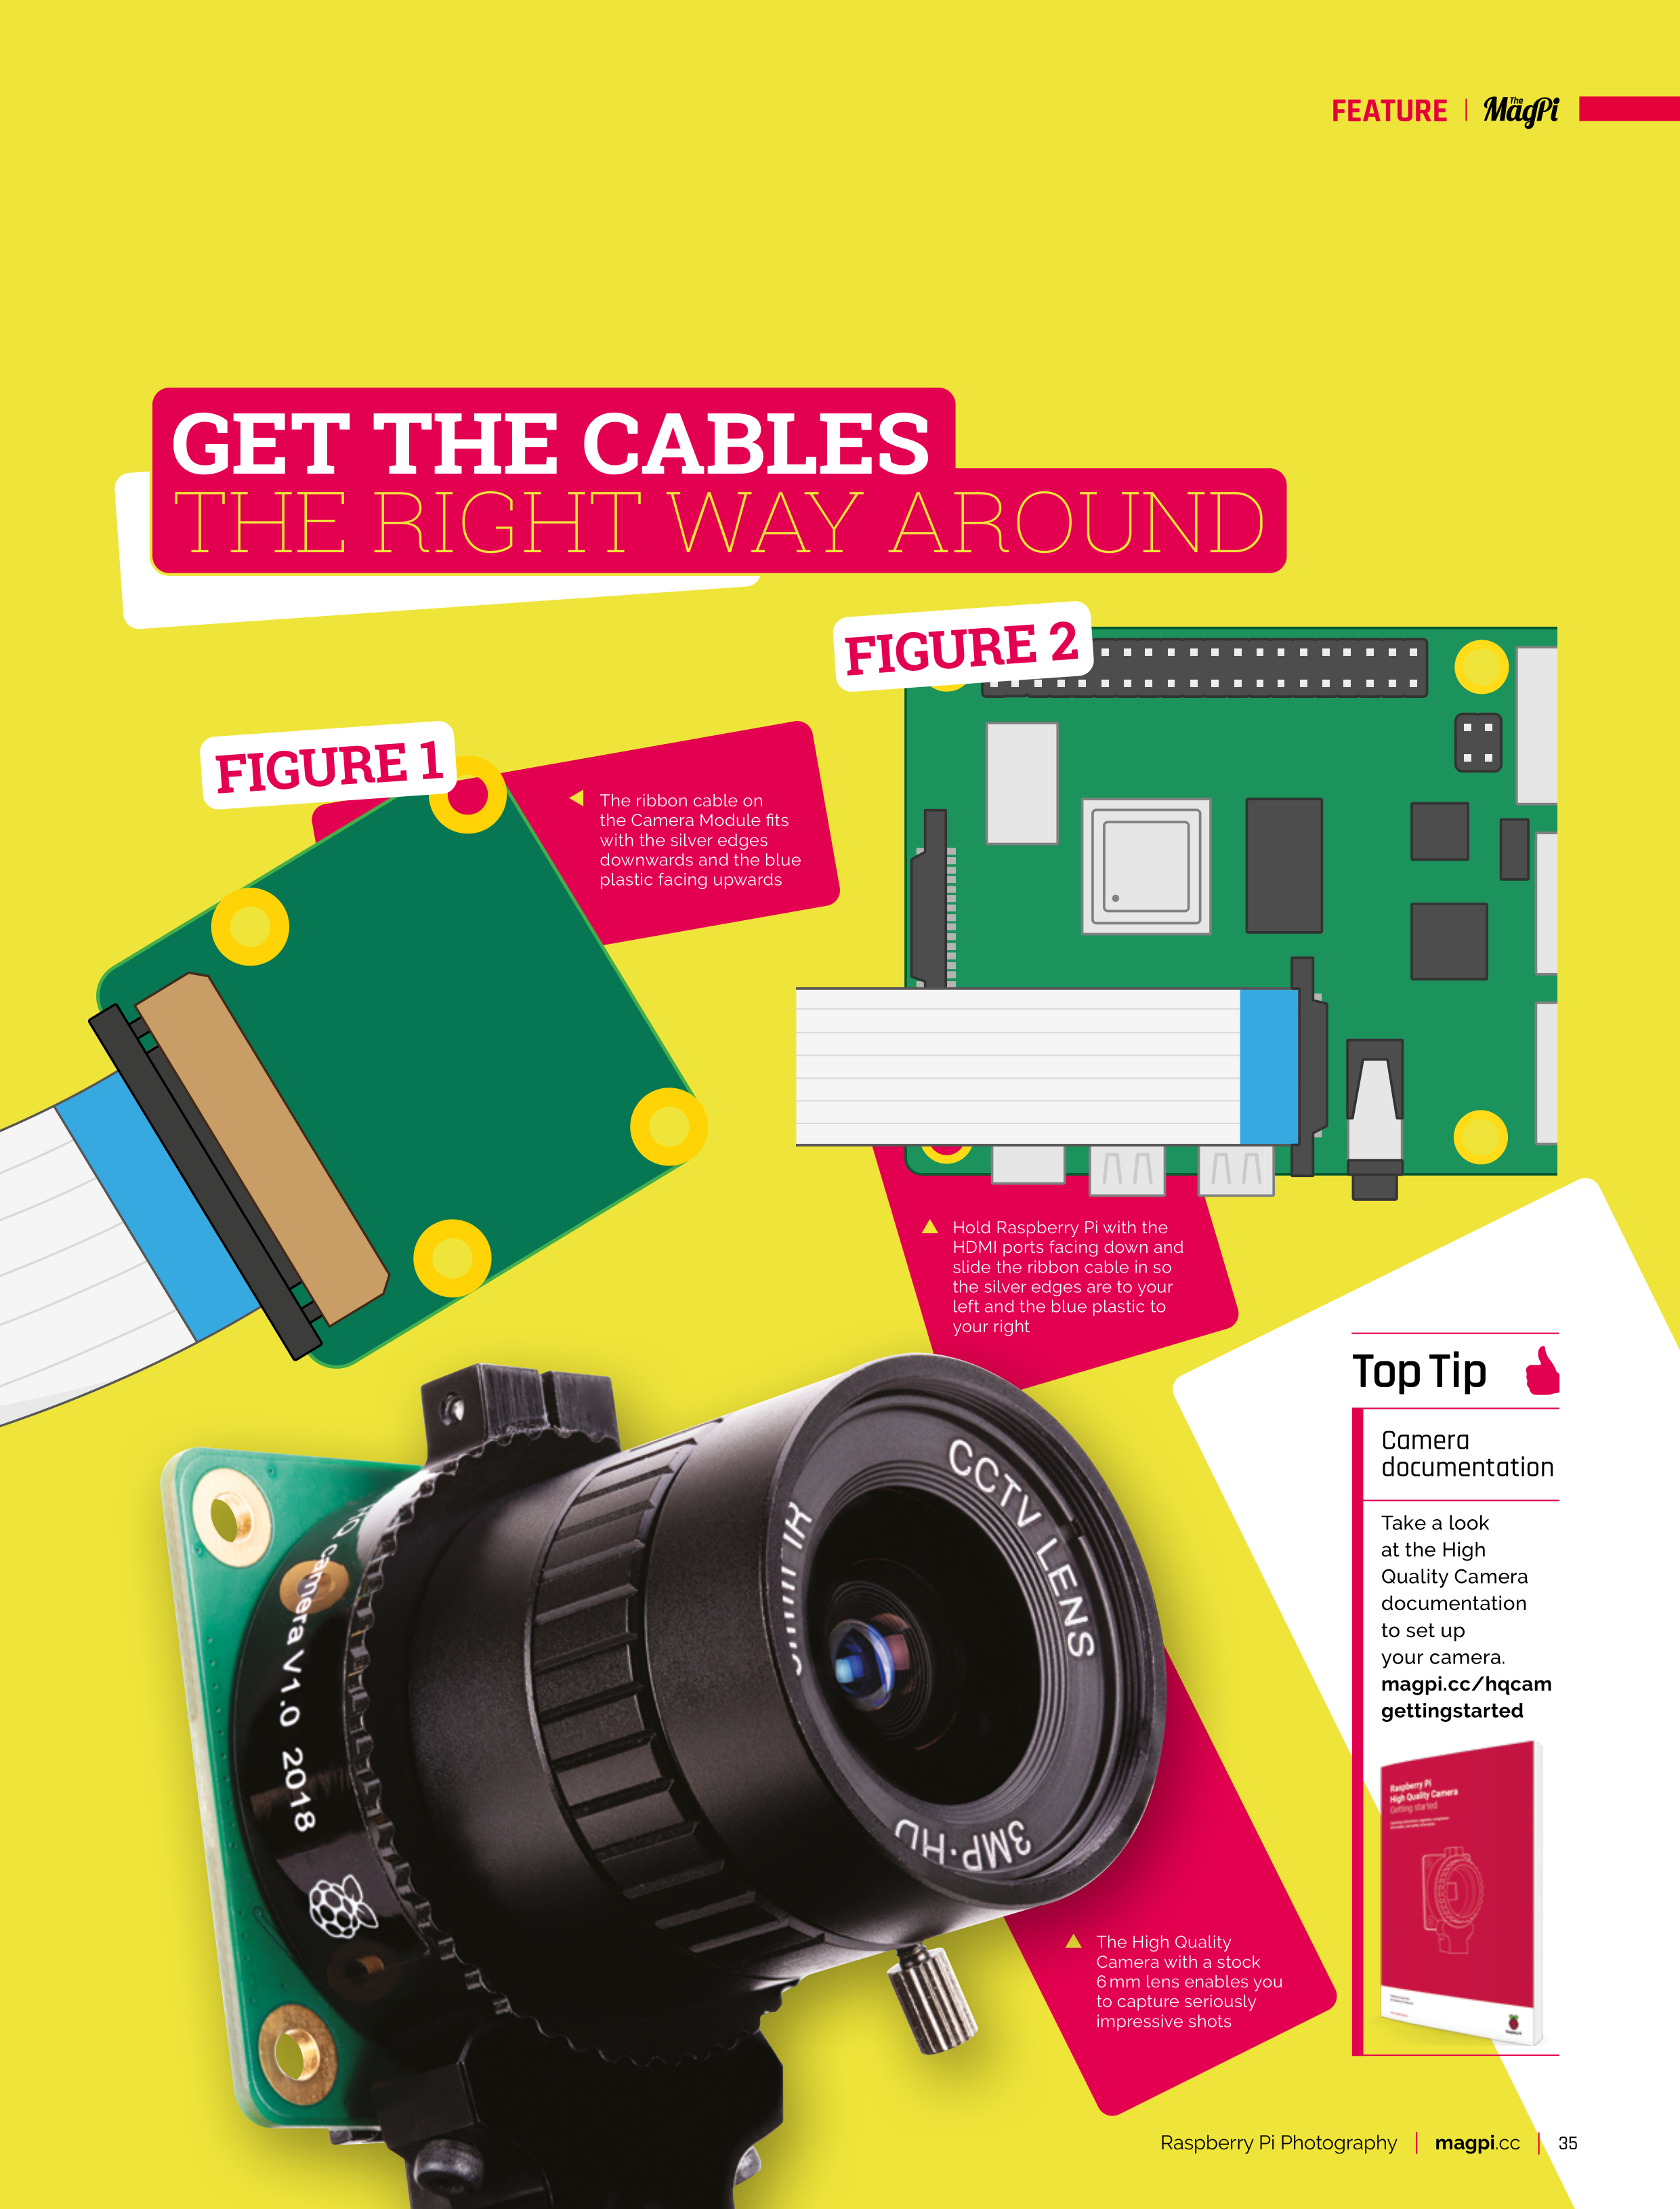 FEATURE | The MagPi
GET THE CABLES
THE RIGHT WAY AROUND
FIGURE 2
FIGURE 1
The ribbon cable on
the Camera Module fits
with the silver edges
downwards and the blue
plastic facing upwards
Hold Raspberry Pi with the
HDMI ports facing down and
slide the ribbon cable in so
the silver edges are to your
left and the blue plastic to
your right
Top Tip
Camera
documentation
Take a look
at the High
Quality Camera
documentation
to set up
your camera.
magpi.cc/hqcam
gettingstarted
Raspberry Pi
High Quality Camera
Getting started
HQ camera V1.0 2018
CCTV LENS
3MP·HD
The High Quality
Camera with a stock
6mm lens enables you
to capture seriously
impressive shots
Raspberry Pi Photography | magpi.cc | 35